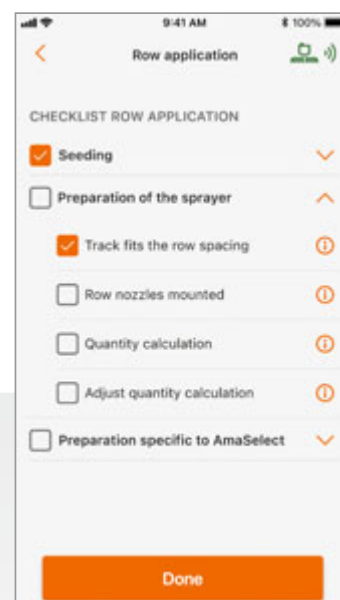 9:41 AM 100%
Row application
CHECKLIST ROW APPLICATION
Seeding
Preparation of the sprayer
Track fits the row spacing
Row nozzles mounted
Quantity calculation
Adjust quantity calculation
Preparation specific to AmaSelect
Done